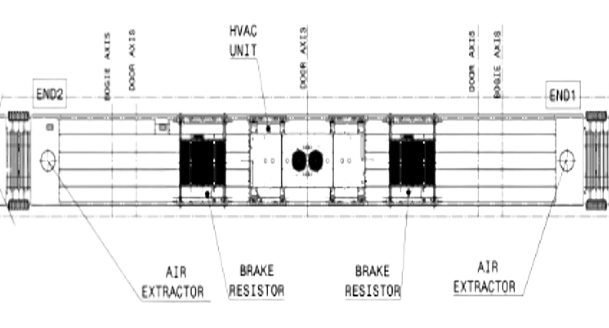 HVAC
UNIT
BOGIE AXIS
DOOR AXIS
DOOR AXIS
DOOR AXIS
BOGIE AXIS
END2
END1
AIR
EXTRACTOR
BRAKE
RESISTOR
BRAKE
RESISTOR
AIR
EXTRACTOR